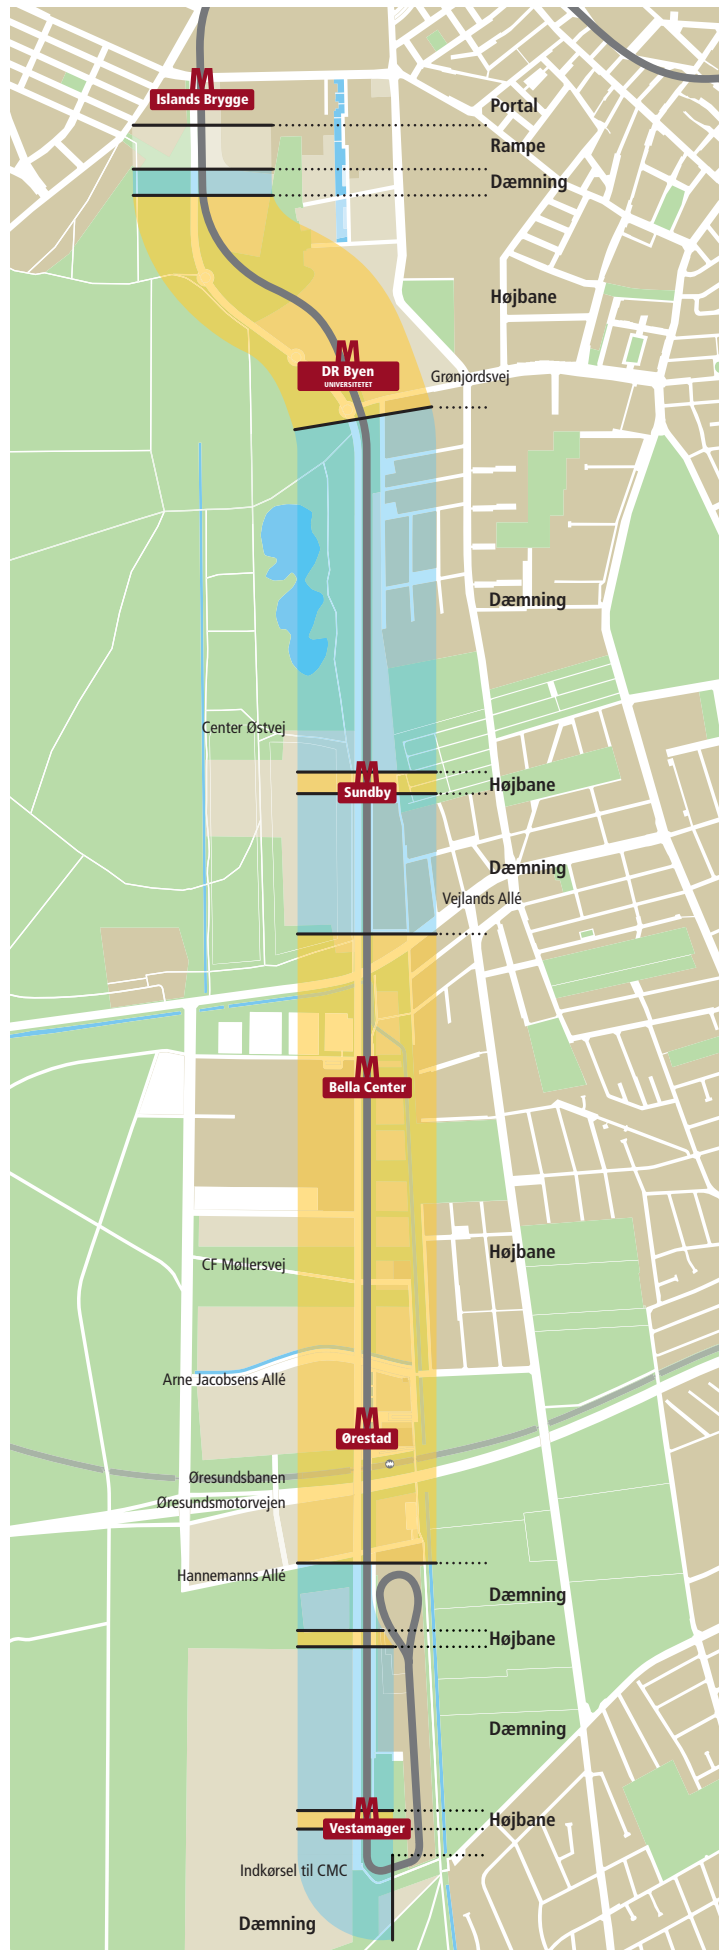 M
Islands Brygge
Portal
Rampe
Dæmning
Højbane
M
DR Byen
UNIVERSITETET
Grønjordsvej
Dæmning
Center Østvej
M
Sundby
Højbane
Dæmning
Vejlands Allé
M
Bella Center
Højbane
CF Møllersvej
Arne Jacobsens Allé
M
Ørestad
Øresundsbanen
Øresundsmotorvejen
Hannemanns Allé
Dæmning
Højbane
Dæmning
M
Vestamager
Højbane
Indkørsel til CMC
Dæmning